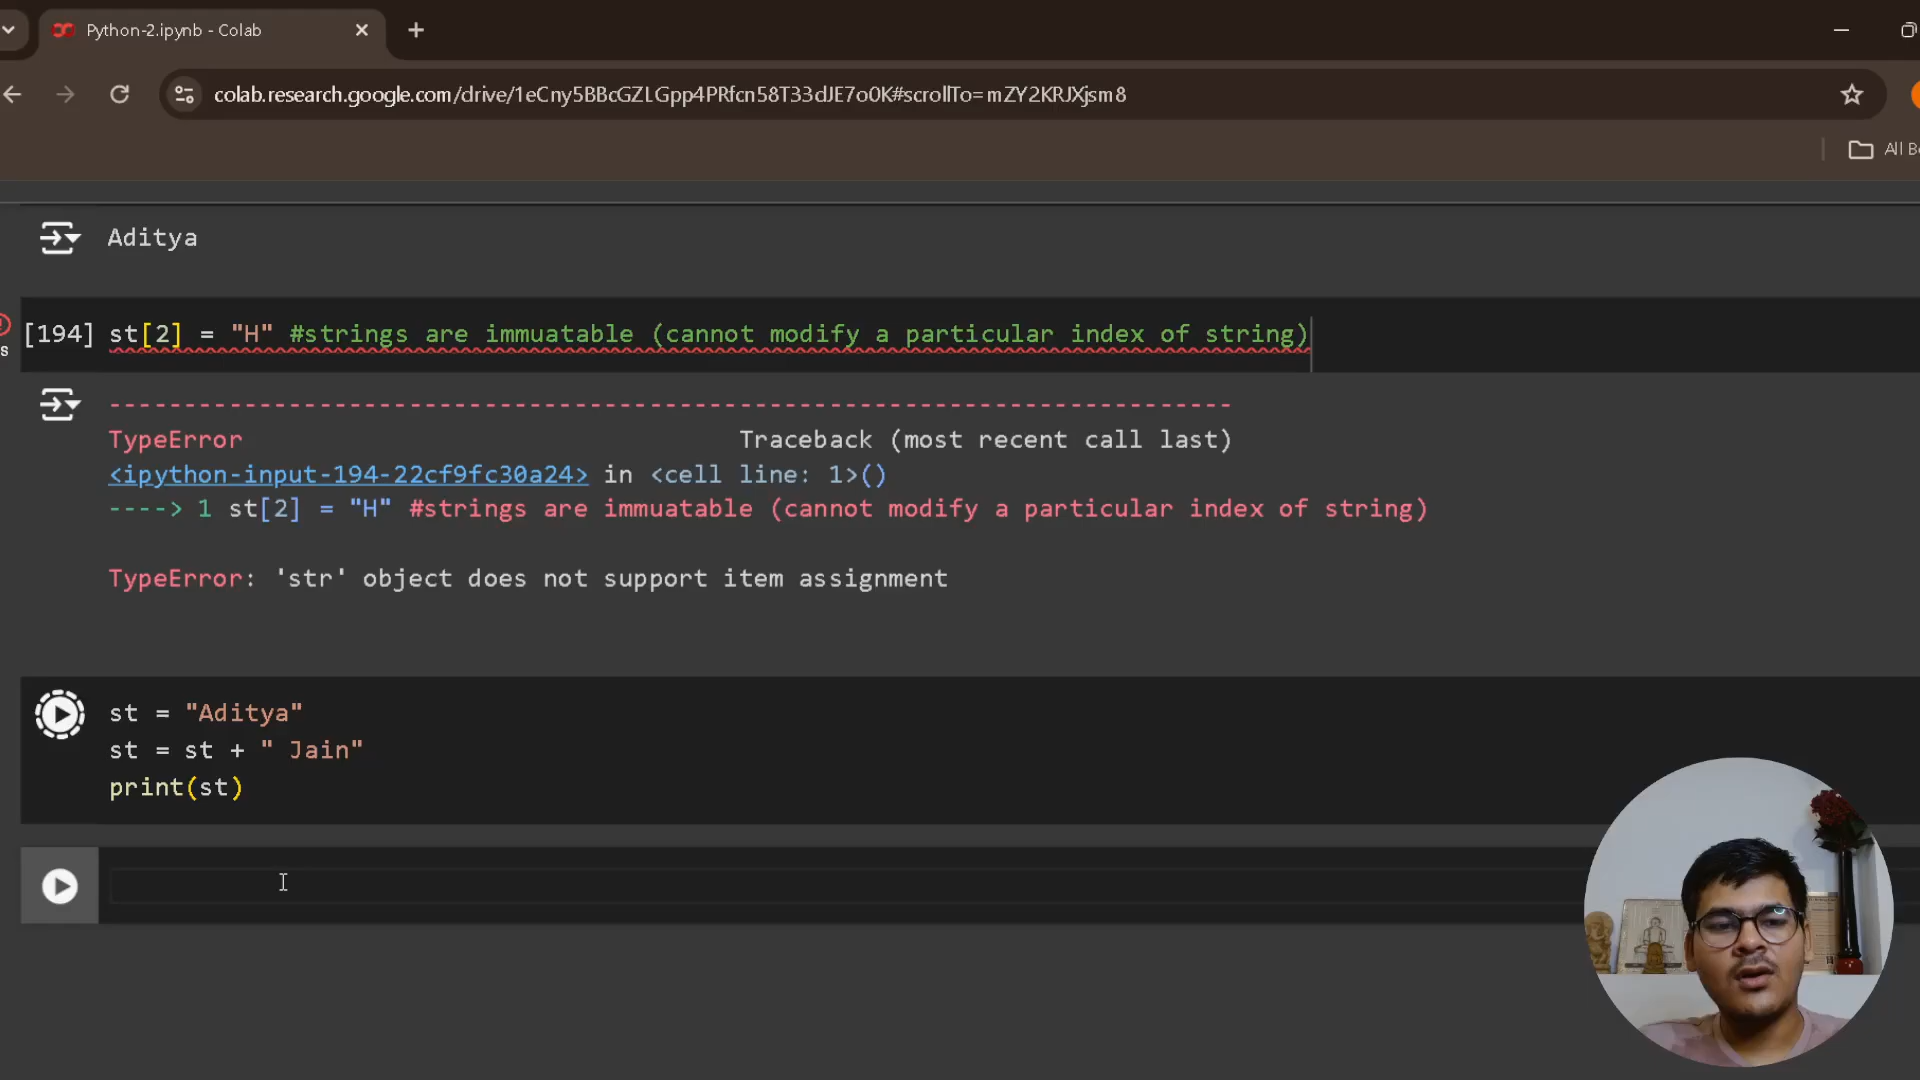 Python-2.ipynb - Colab
colab.research.google.com/drive/1eCny5BBcGZLGpp4PRfcn58T33dJE7o0K#scrollTo=mZY2KRJXjsm8
All B
Aditya
[194] st[2] = "H" #strings are immuatable (cannot modify a particular index of string)
s
---------------------------------------------------------------------------
TypeError Traceback (most recent call last)
<ipython-input-194-22cf9fc30a24> in <cell line: 1>()
----> 1 st[2] = "H" #strings are immuatable (cannot modify a particular index of string)
TypeError: 'str' object does not support item assignment
st = "Aditya"
st = st + " Jain"
print(st)